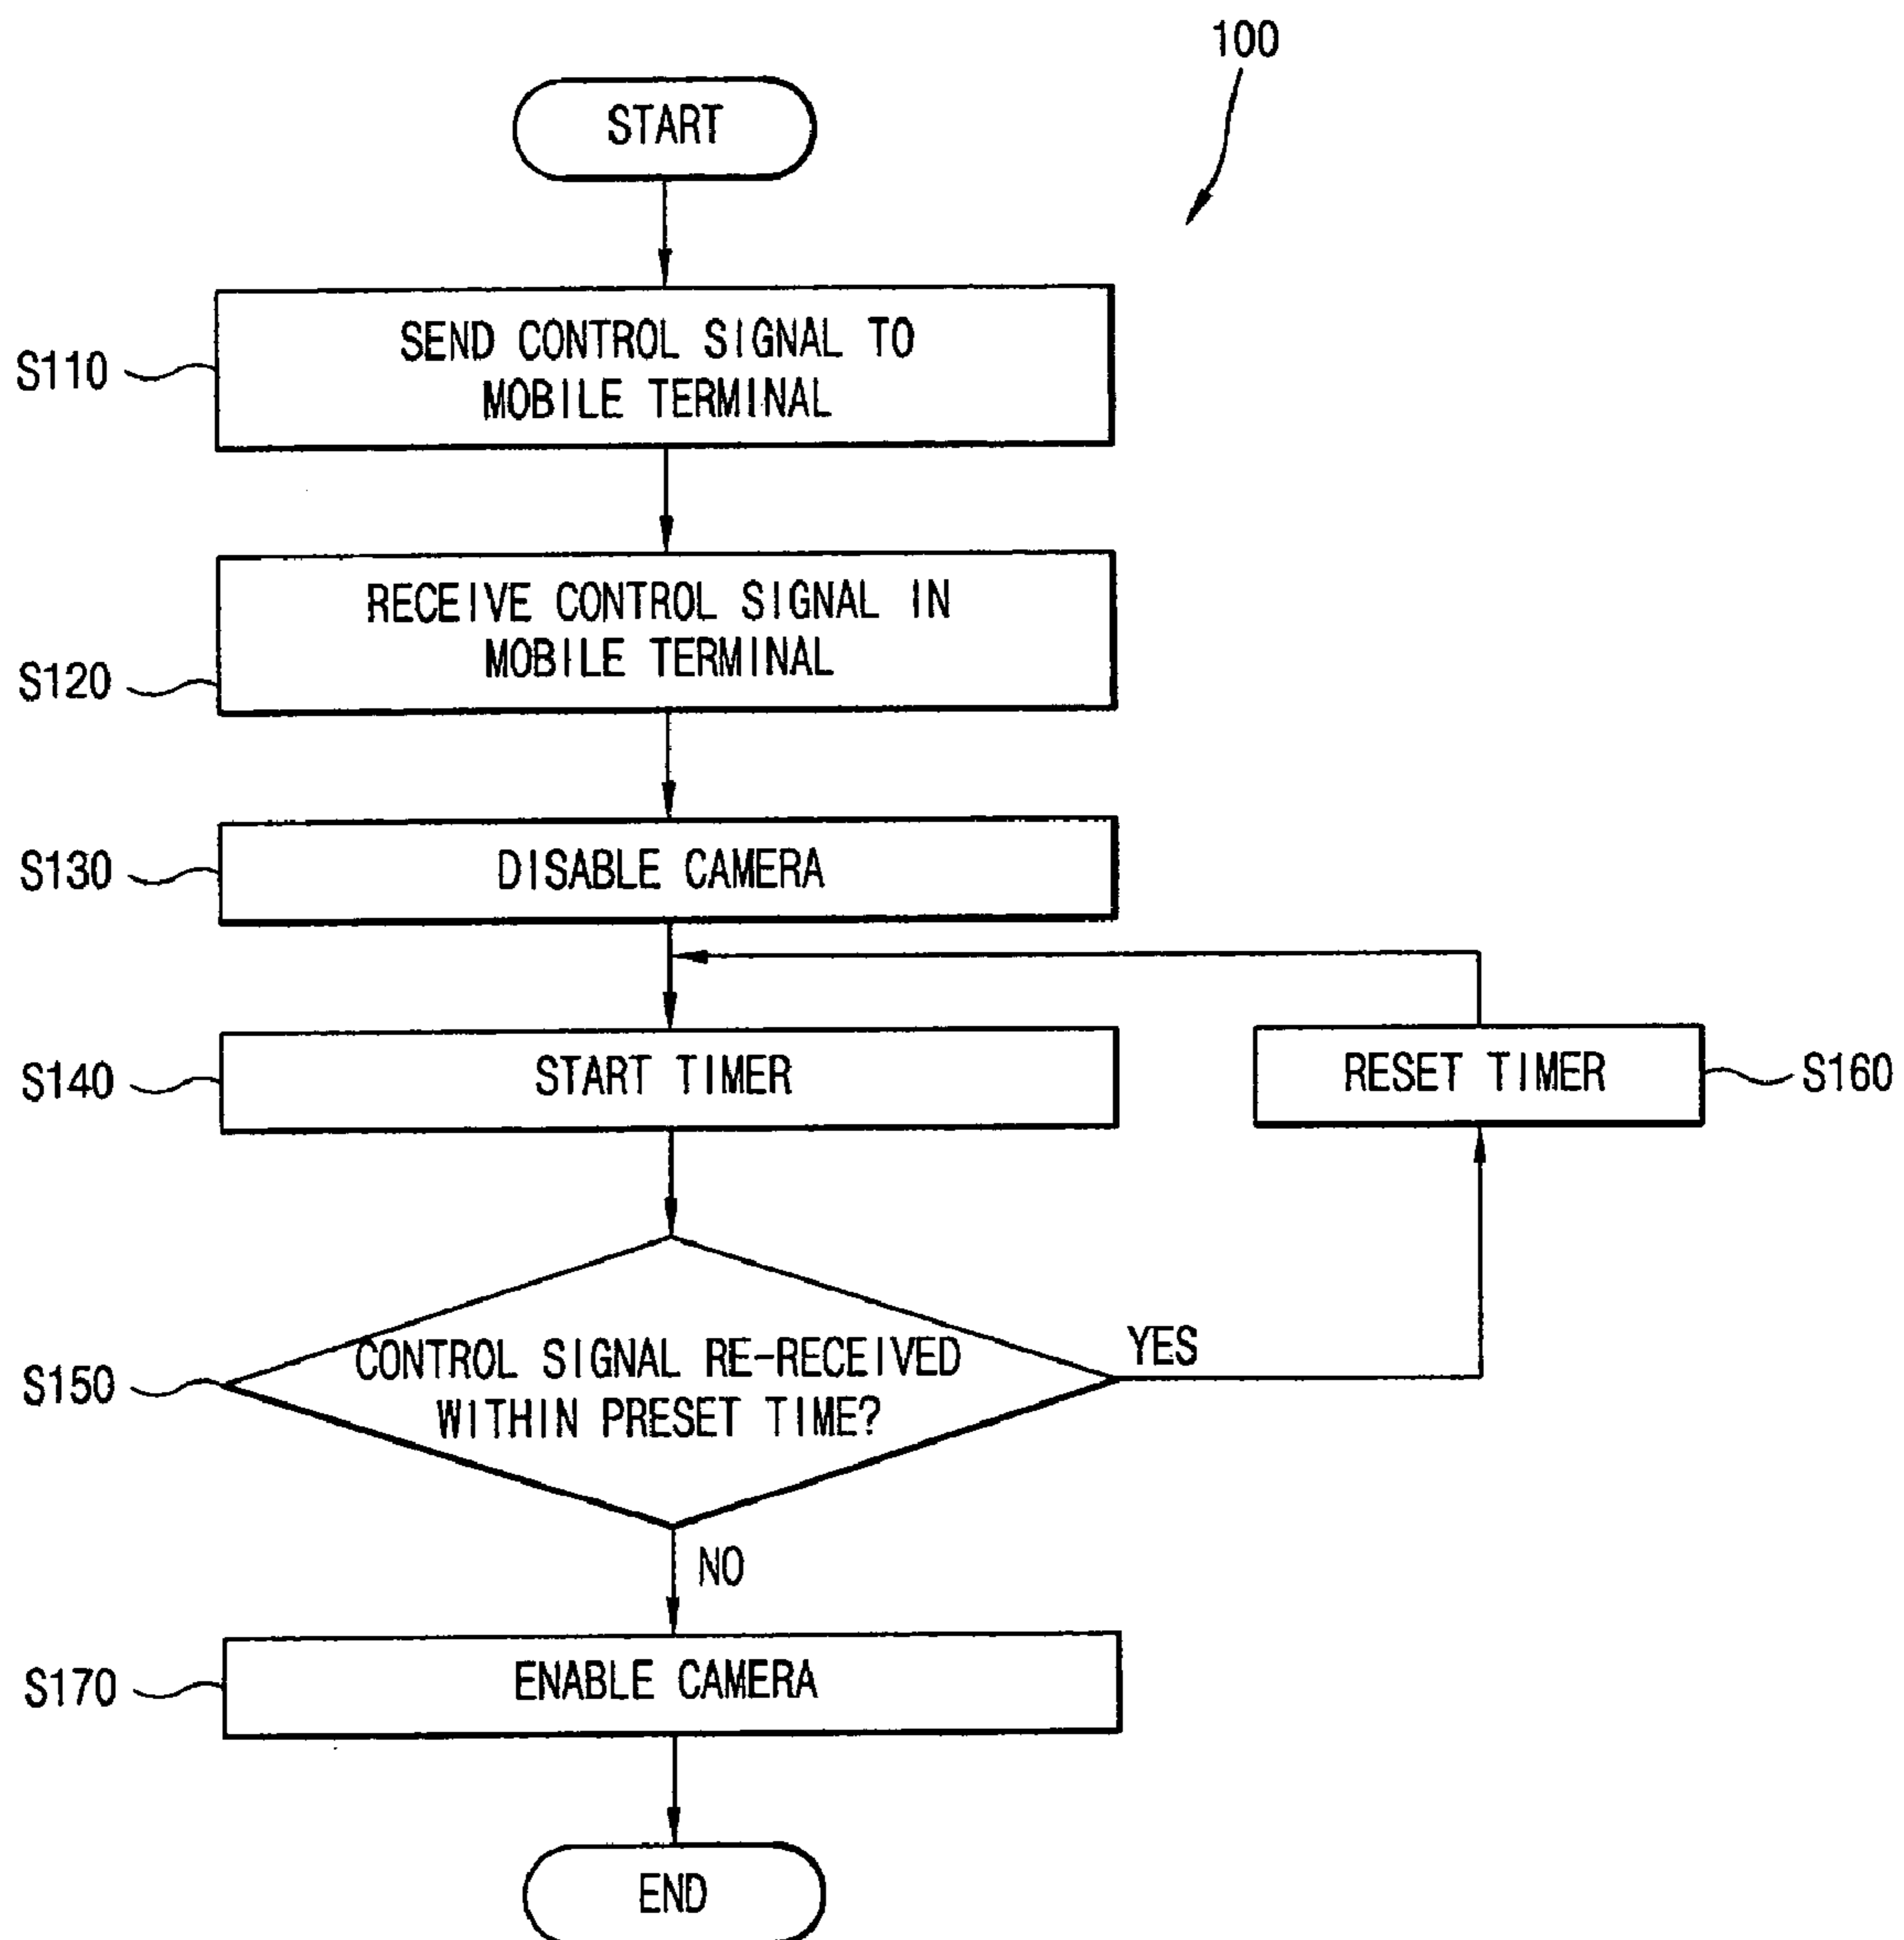 100
START
S110
SEND CONTROL SIGNAL TO
MOBILE TERMINAL
S120
RECEIVE CONTROL SIGNAL IN
MOBILE TERMINAL
S130
DISABLE CAMERA
S140
START TIMER
RESET TIMER
S160
S150
CONTROL SIGNAL RE-RECEIVED
WITHIN PRESET TIME?
YES
NO
S170
ENABLE CAMERA
END